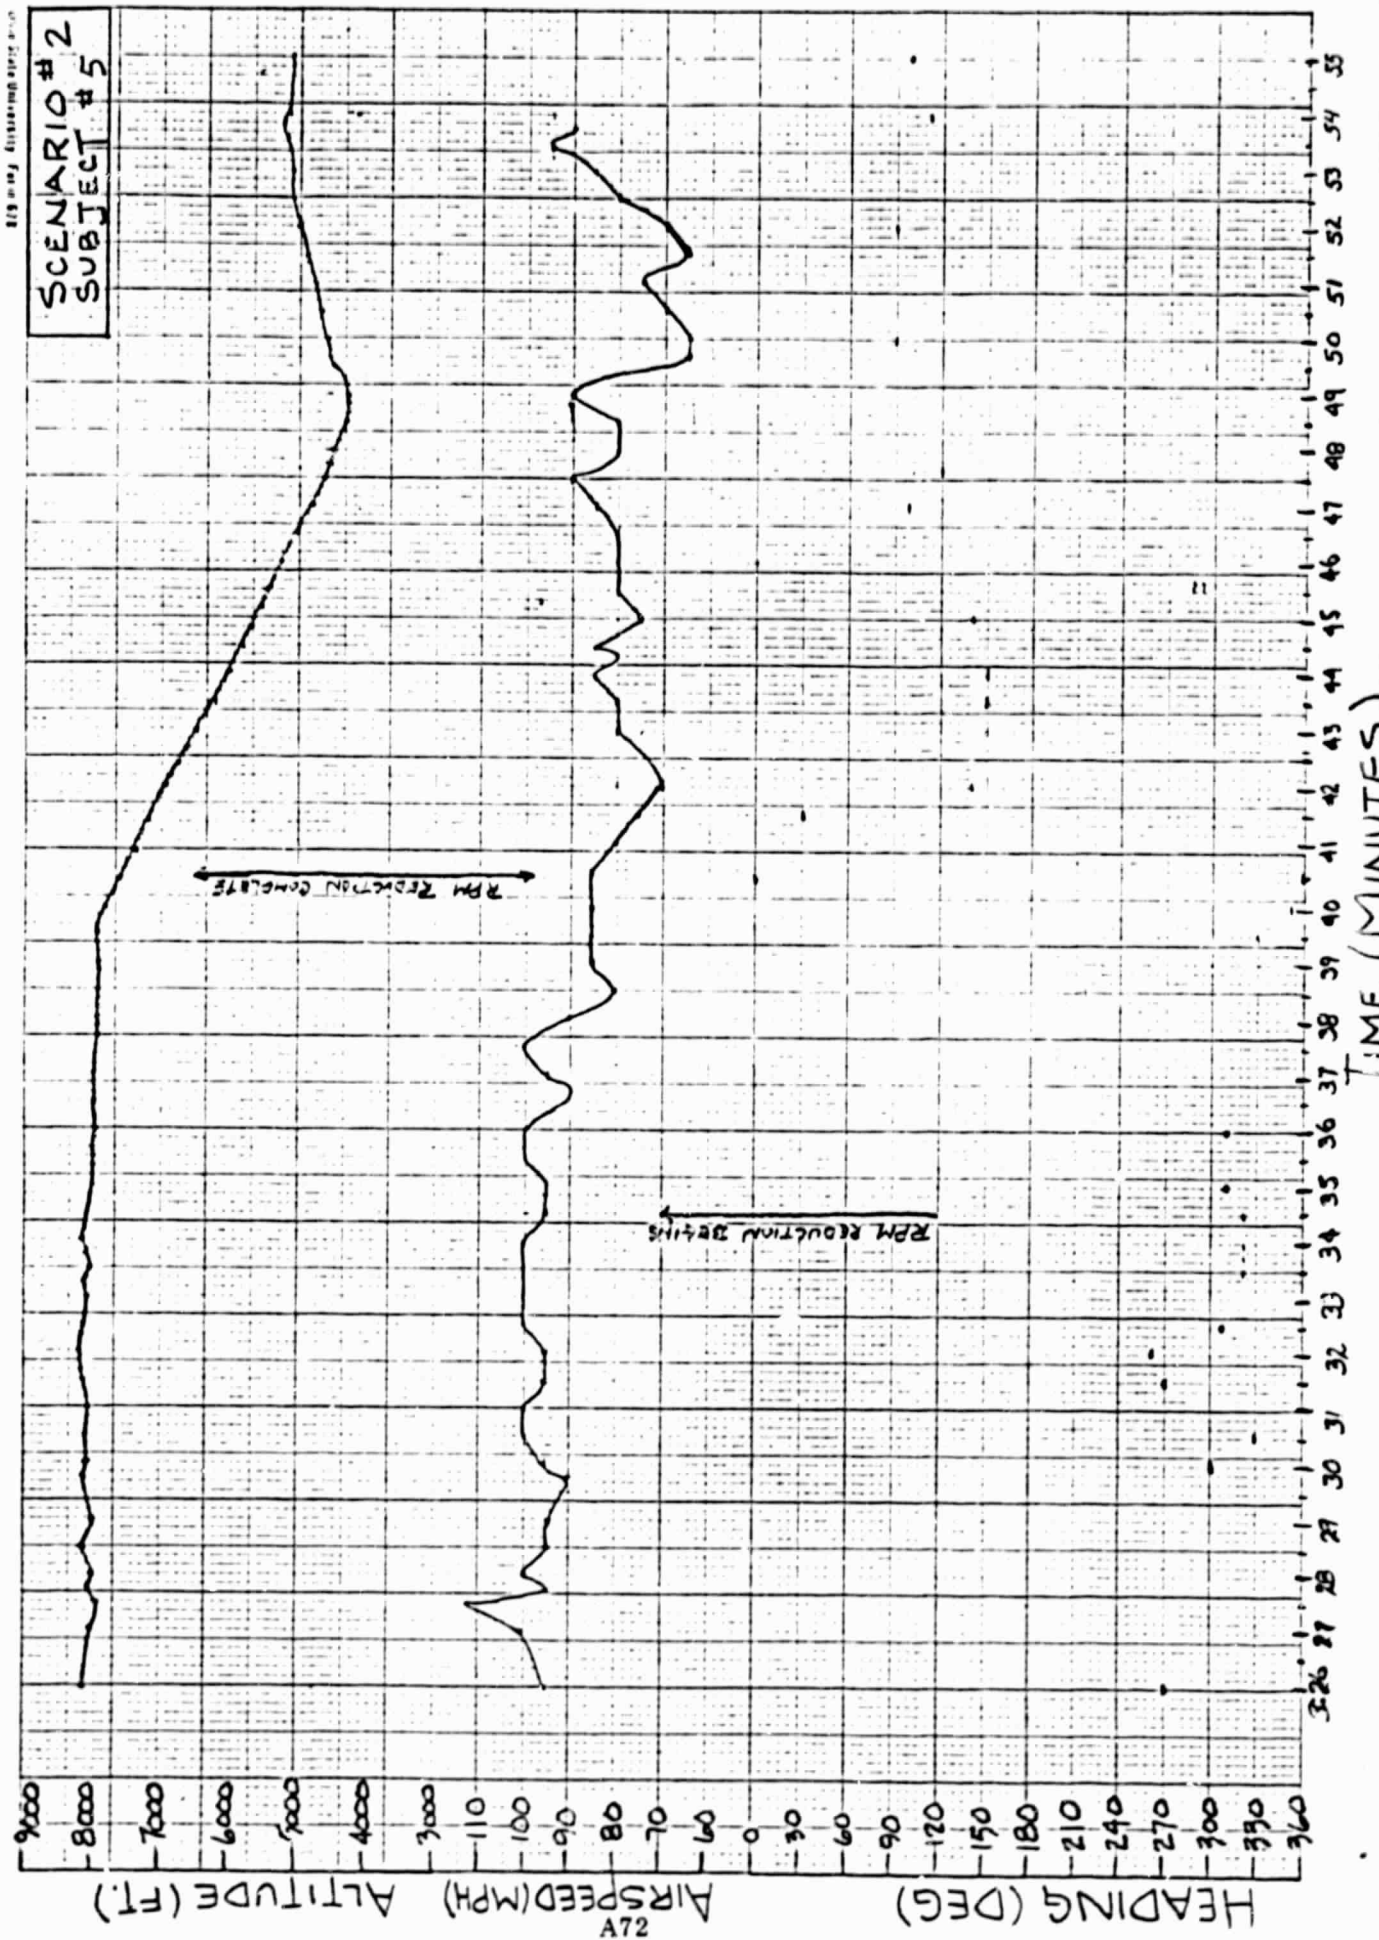 SCENARIO # 2
SUBJECT # 5
RPM REDUCTION COMPLETE
RPM REDUCTION BEGINS
ALTITUDE (FT.)
9000
8000
7000
6000
5000
4000
3000
AIRSPEED (MPH)
110
100
90
80
70
60
HEADING (DEG)
0
30
60
90
120
150
180
210
240
270
300
330
360
3:26 27 28 29 30 31 32 33 34 35 36 37 38 39 40 41 42 43 44 45 46 47 48 49 50 51 52 53 54 55
TIME (MINUTES)
A72